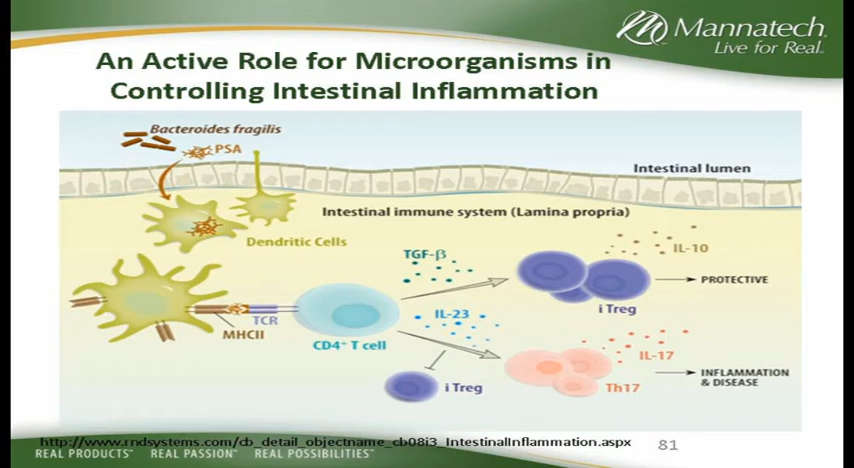 Mannatech
Live for Real.
An Active Role for Microorganisms in
Controlling Intestinal Inflammation
Bacteroides fragilis
PSA
Intestinal lumen
Intestinal immune system (Lamina propria)
Dendritic Cells
TGF-β
IL-10
PROTECTIVE
i Treg
TCR
MHCII
IL-23
CD4+ T cell
IL-17
INFLAMMATION
& DISEASE
i Treg
Th17
http://www.rndsystems.com/cb_detail_objectname_cb08i3_IntestinalInflammation.aspx
81
REAL PRODUCTS™ REAL PASSION™ REAL POSSIBILITIES™